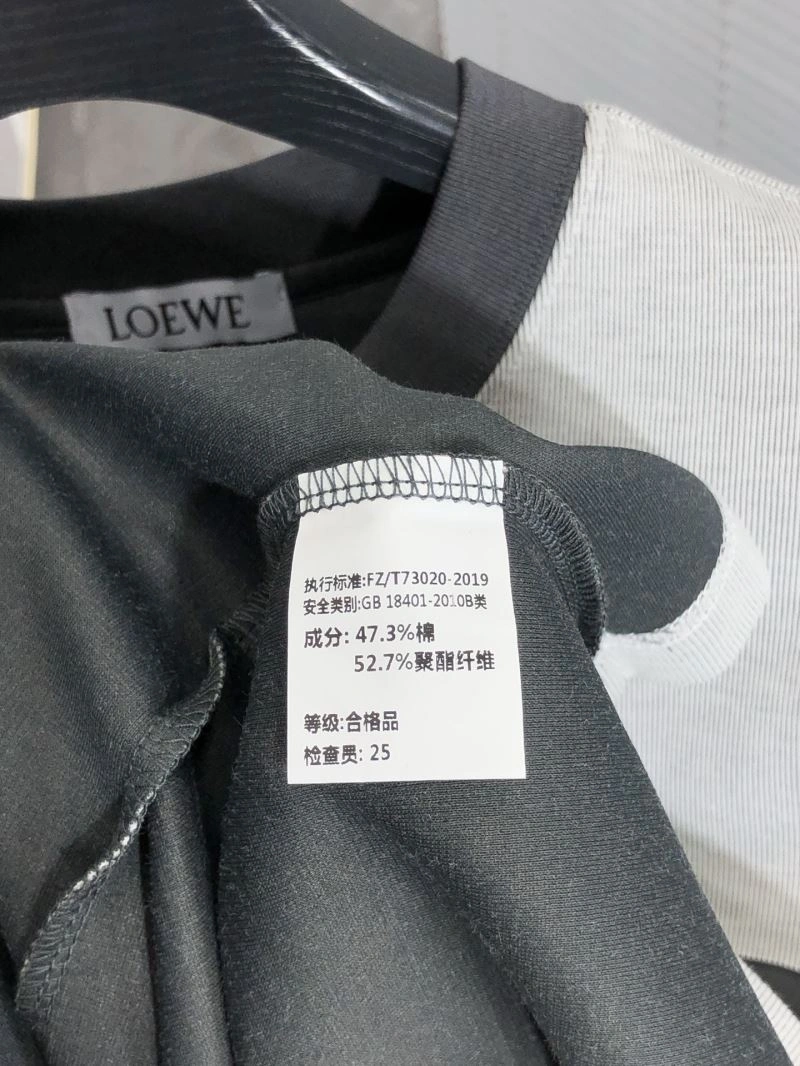 LOEWE
执行标准:FZ/T73020-2019
安全类别:GB 18401-2010B类
成分: 47.3%棉
52.7%聚酯纤维
等级:合格品
检查员: 25